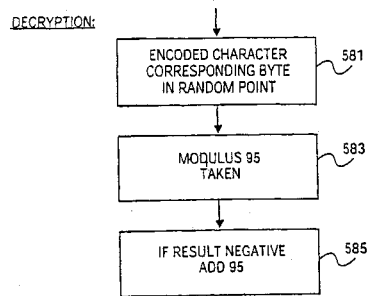 DECRYPTION:
ENCODED CHARACTER
CORRESPONDING BYTE
IN RANDOM POINT
581
MODULUS 95
TAKEN
583
IF RESULT NEGATIVE
ADD 95
585